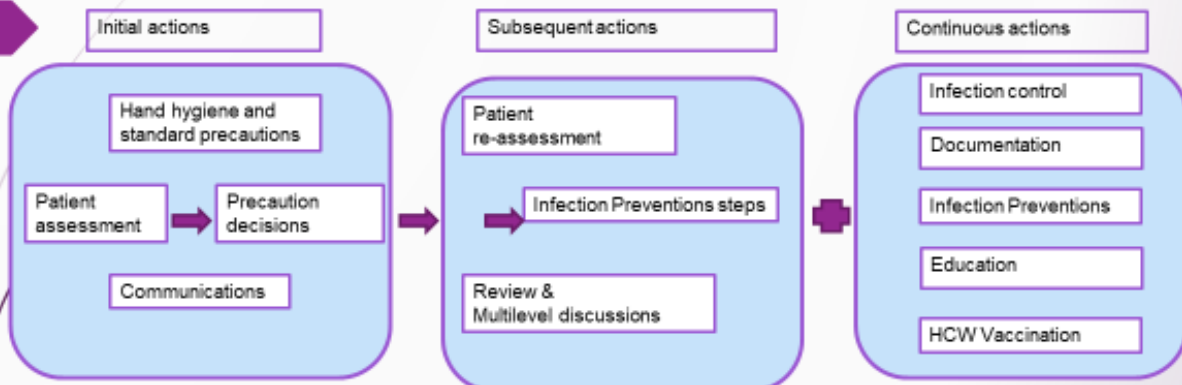 Initial actions
Subsequent actions
Continuous actions
Hand hygiene and
standard precautions
Patient
assessment
Precaution
decisions
Communications
Patient
re-assessment
Infection Preventions steps
Review &
Multilevel discussions
Infection control
Documentation
Infection Preventions
Education
HCW Vaccination